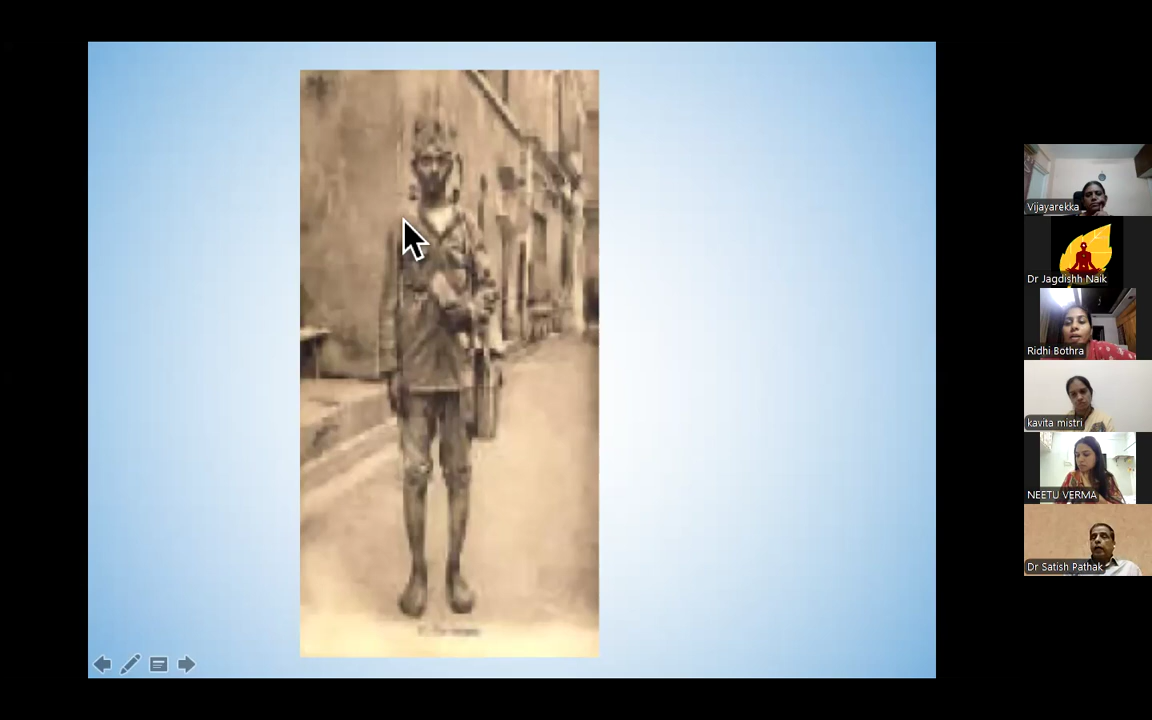 Vijayarekka
Dr Jagdishh Naik
Ridhi Bothra
kavita mistri
NEETU VERMA
Dr Satish Pathak